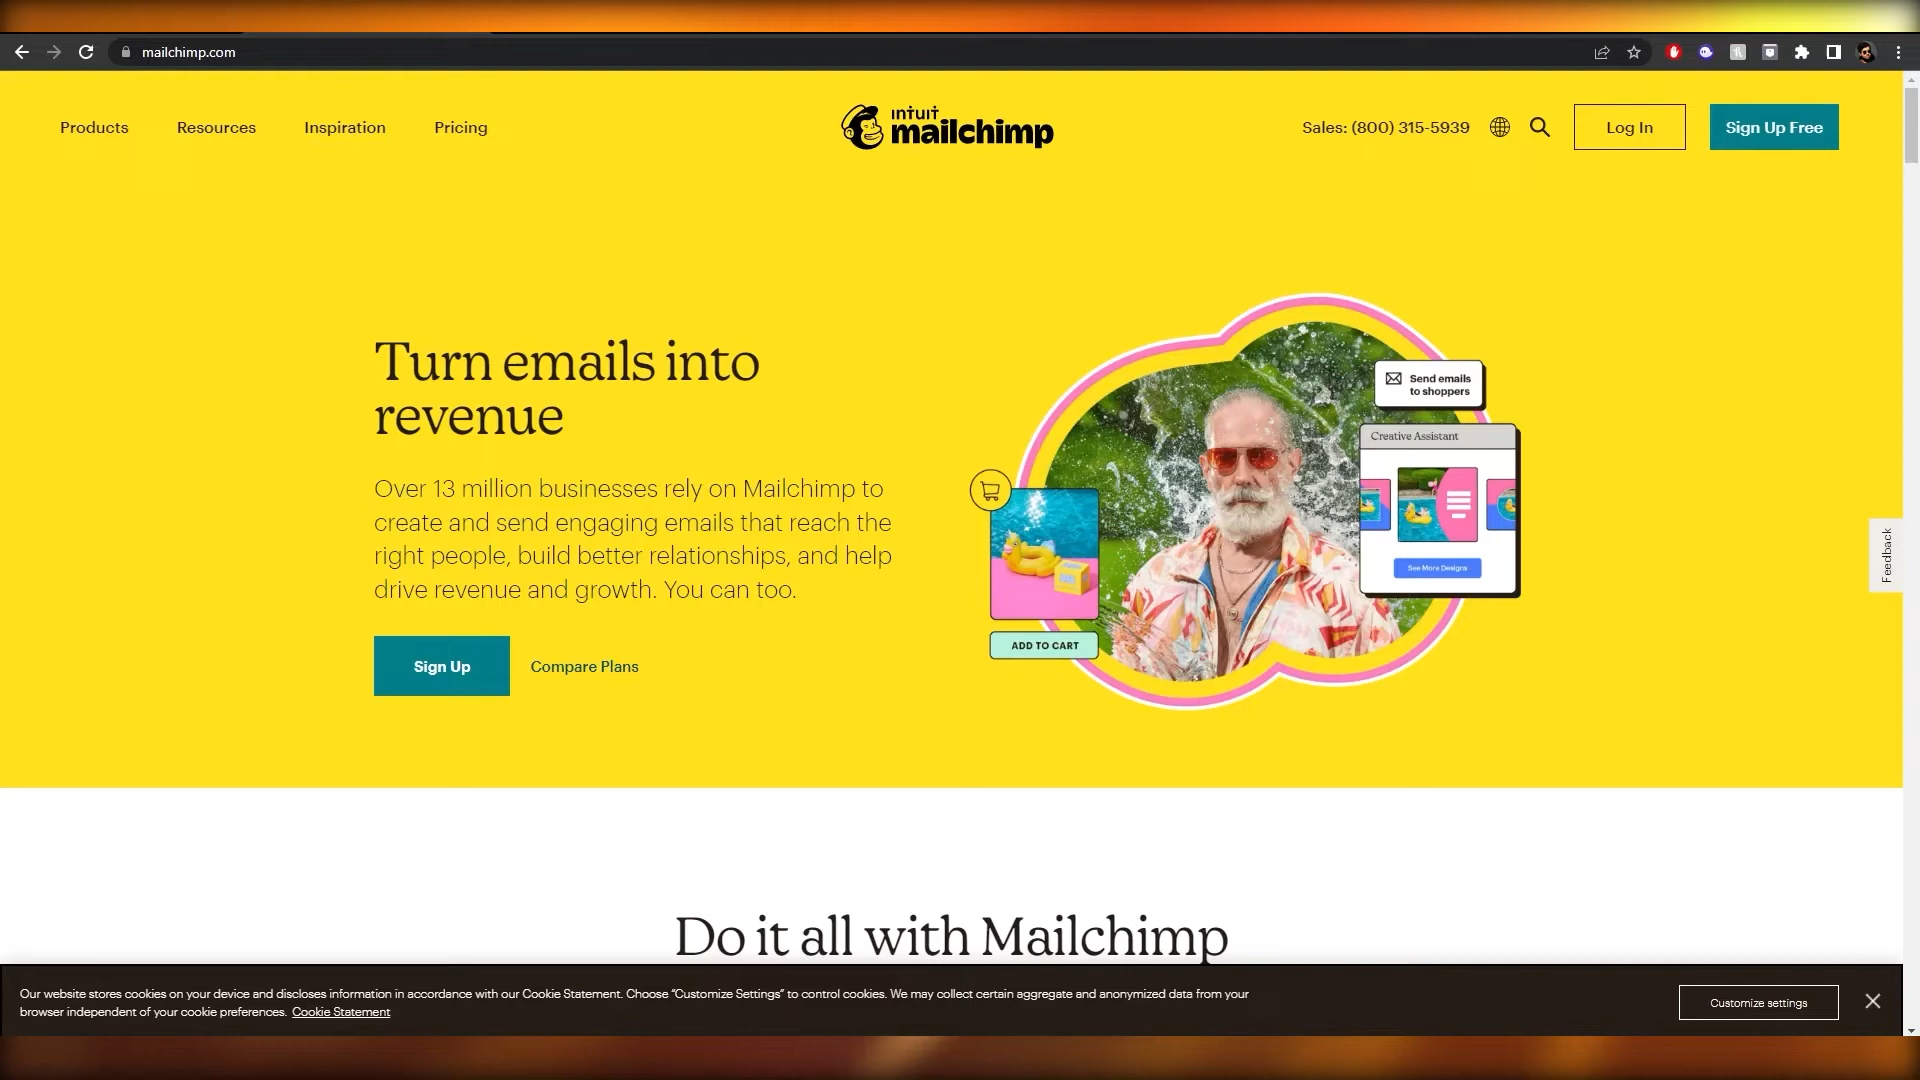 mailchimp.com
Products Resources Inspiration Pricing
INTUIT
mailchimp
Sales: (800) 315-5939
Log In
Sign Up Free
Turn emails into
revenue
Over 13 million businesses rely on Mailchimp to
create and send engaging emails that reach the
right people, build better relationships, and help
drive revenue and growth. You can too.
Sign Up
Compare Plans
Send emails
to shoppers
Creative Assistant
See More Designs
ADD TO CART
Feedback
Do it all with Mailchimp
Our website stores cookies on your device and discloses information in accordance with our Cookie Statement. Choose "Customize Settings" to control cookies. We may collect certain aggregate and anonymized data from your
browser independent of your cookie preferences. Cookie Statement
Customize settings